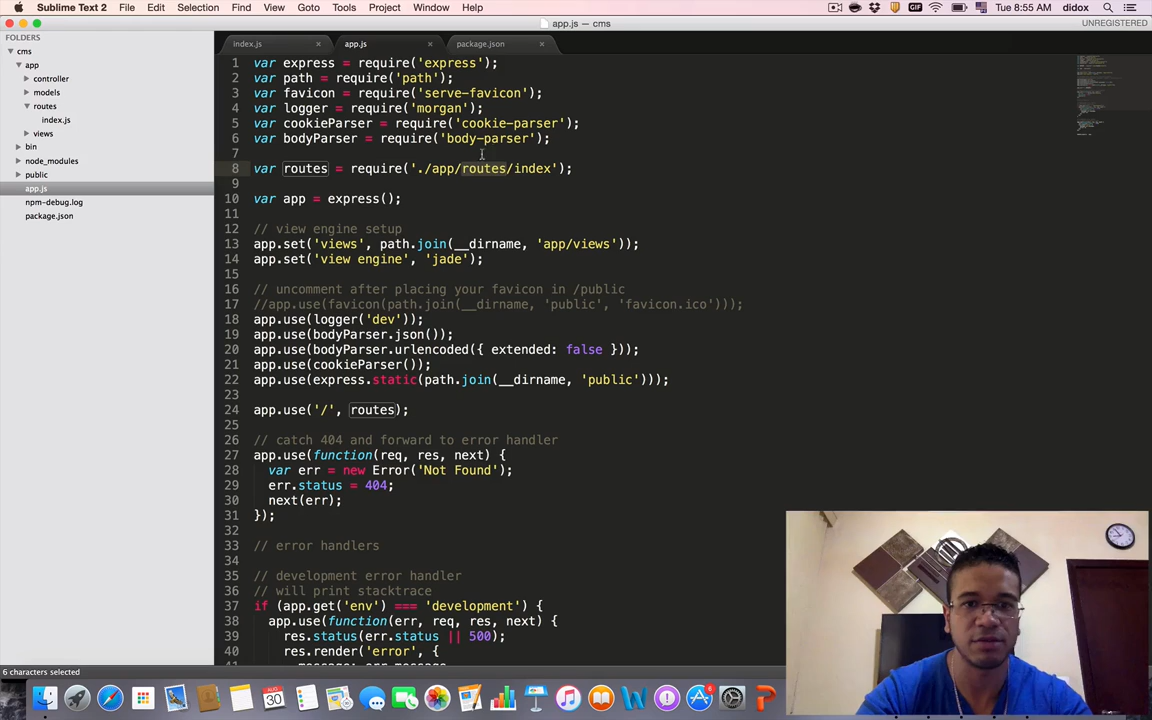 Sublime Text 2 File Edit Selection Find View Goto Tools Project Window Help GIF Tue 8:55 AM didox
app.js — cms UNREGISTERED
FOLDERS
cms
app
controller
models
routes
index.js
views
bin
node_modules
public
app.js
npm-debug.log
package.json
index.js × app.js × package.json ×
1 var express = require('express');
2 var path = require('path');
3 var favicon = require('serve-favicon');
4 var logger = require('morgan');
5 var cookieParser = require('cookie-parser');
6 var bodyParser = require('body-parser');
7
8 var routes = require('./app/routes/index');
9
10 var app = express();
11
12 // view engine setup
13 app.set('views', path.join(__dirname, 'app/views'));
14 app.set('view engine', 'jade');
15
16 // uncomment after placing your favicon in /public
17 //app.use(favicon(path.join(__dirname, 'public', 'favicon.ico')));
18 app.use(logger('dev'));
19 app.use(bodyParser.json());
20 app.use(bodyParser.urlencoded({ extended: false }));
21 app.use(cookieParser());
22 app.use(express.static(path.join(__dirname, 'public')));
23
24 app.use('/', routes);
25
26 // catch 404 and forward to error handler
27 app.use(function(req, res, next) {
28 var err = new Error('Not Found');
29 err.status = 404;
30 next(err);
31 });
32
33 // error handlers
34
35 // development error handler
36 // will print stacktrace
37 if (app.get('env') === 'development') {
38 app.use(function(err, req, res, next) {
39 res.status(err.status || 500);
40 res.render('error', {
6 characters selected